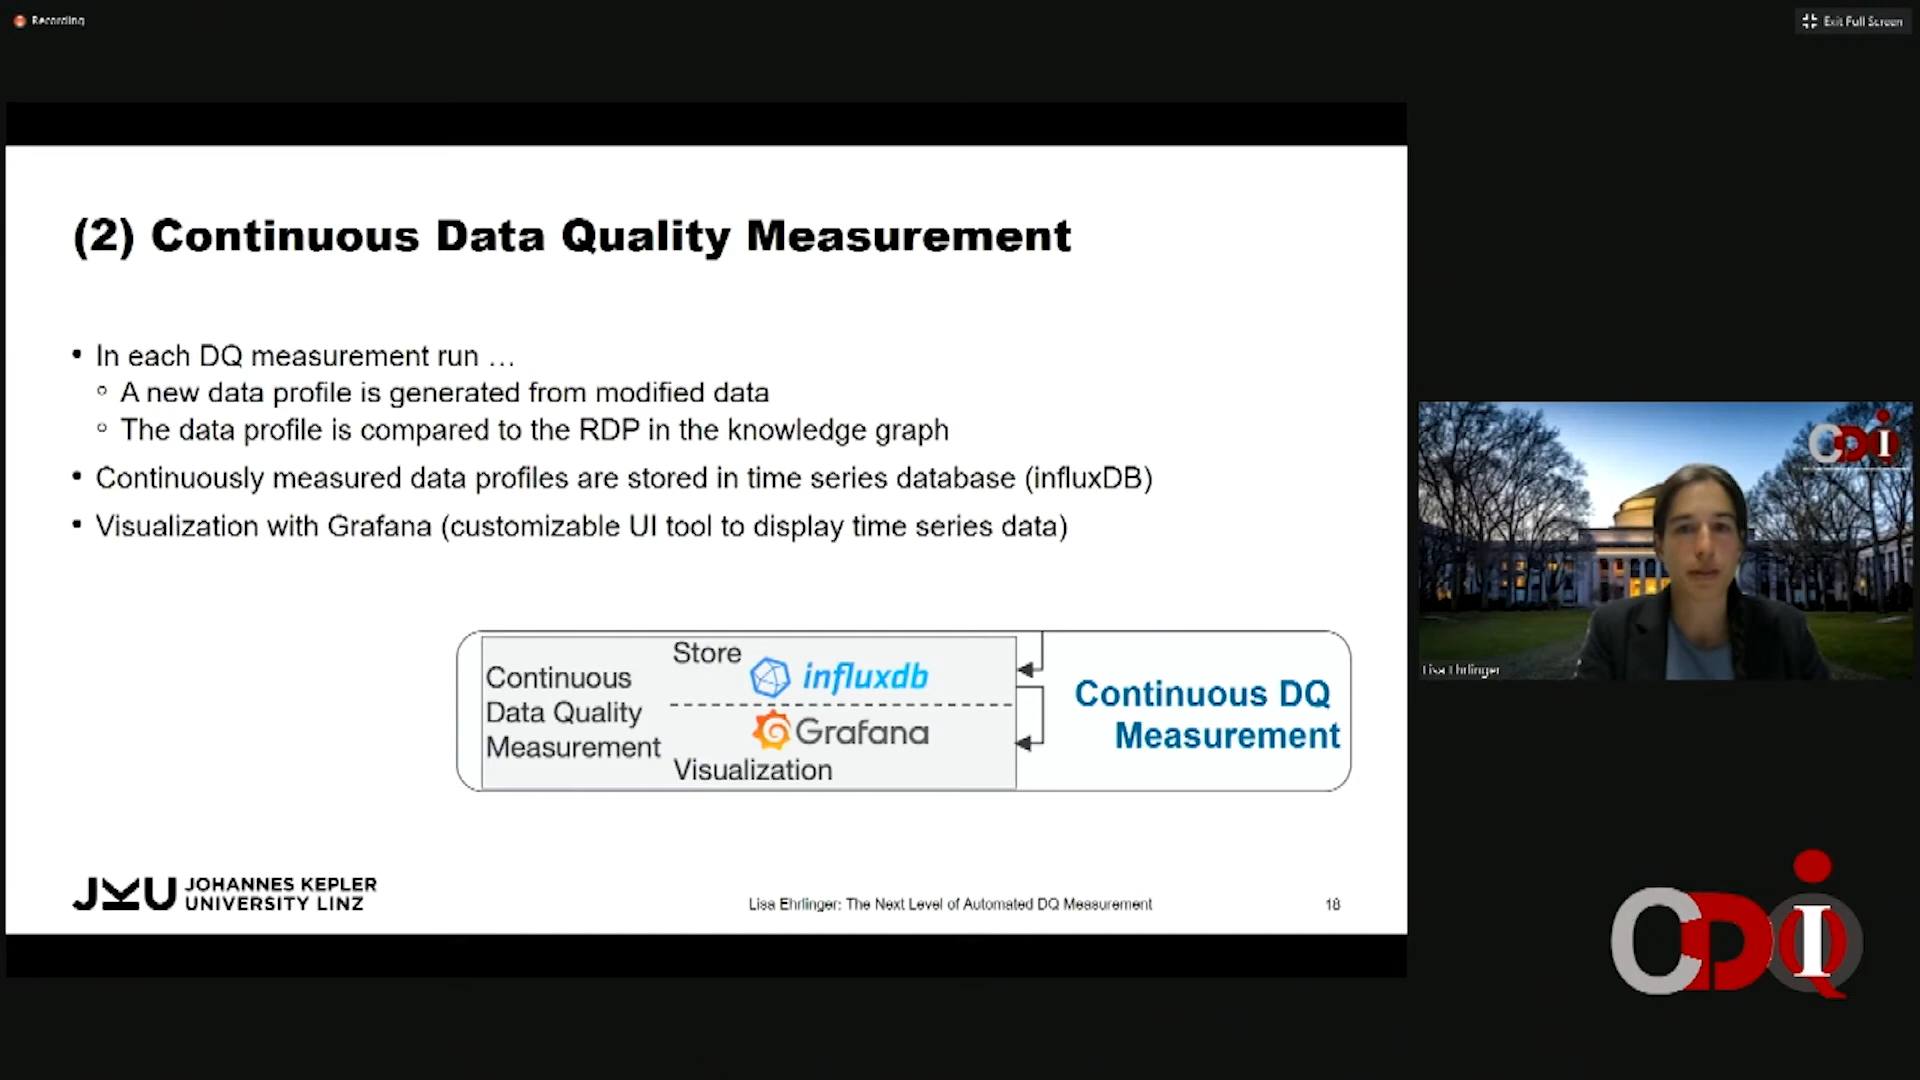 Recording
Exit Full Screen
(2) Continuous Data Quality Measurement
• In each DQ measurement run …
○ A new data profile is generated from modified data
○ The data profile is compared to the RDP in the knowledge graph
• Continuously measured data profiles are stored in time series database (influxDB)
• Visualization with Grafana (customizable UI tool to display time series data)
Continuous
Data Quality
Measurement
Store
influxdb
Grafana
Visualization
Continuous DQ
Measurement
JKU JOHANNES KEPLER
UNIVERSITY LINZ
Lisa Ehrlinger: The Next Level of Automated DQ Measurement
18
CDQI
Lisa Ehrlinger
CDQI